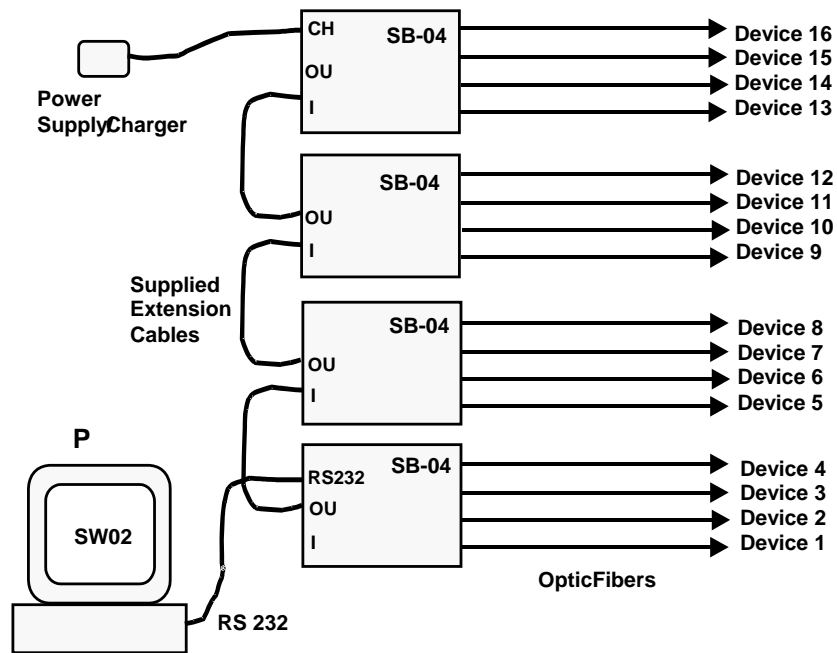 CH
SB-04
OU
I
Power
Supply/Charger
Device 16
Device 15
Device 14
Device 13
SB-04
OU
I
Device 12
Device 11
Device 10
Device 9
Supplied
Extension
Cables
SB-04
OU
I
Device 8
Device 7
Device 6
Device 5
P
SW02
RS 232
RS232
SB-04
OU
I
Device 4
Device 3
Device 2
Device 1
OpticFibers